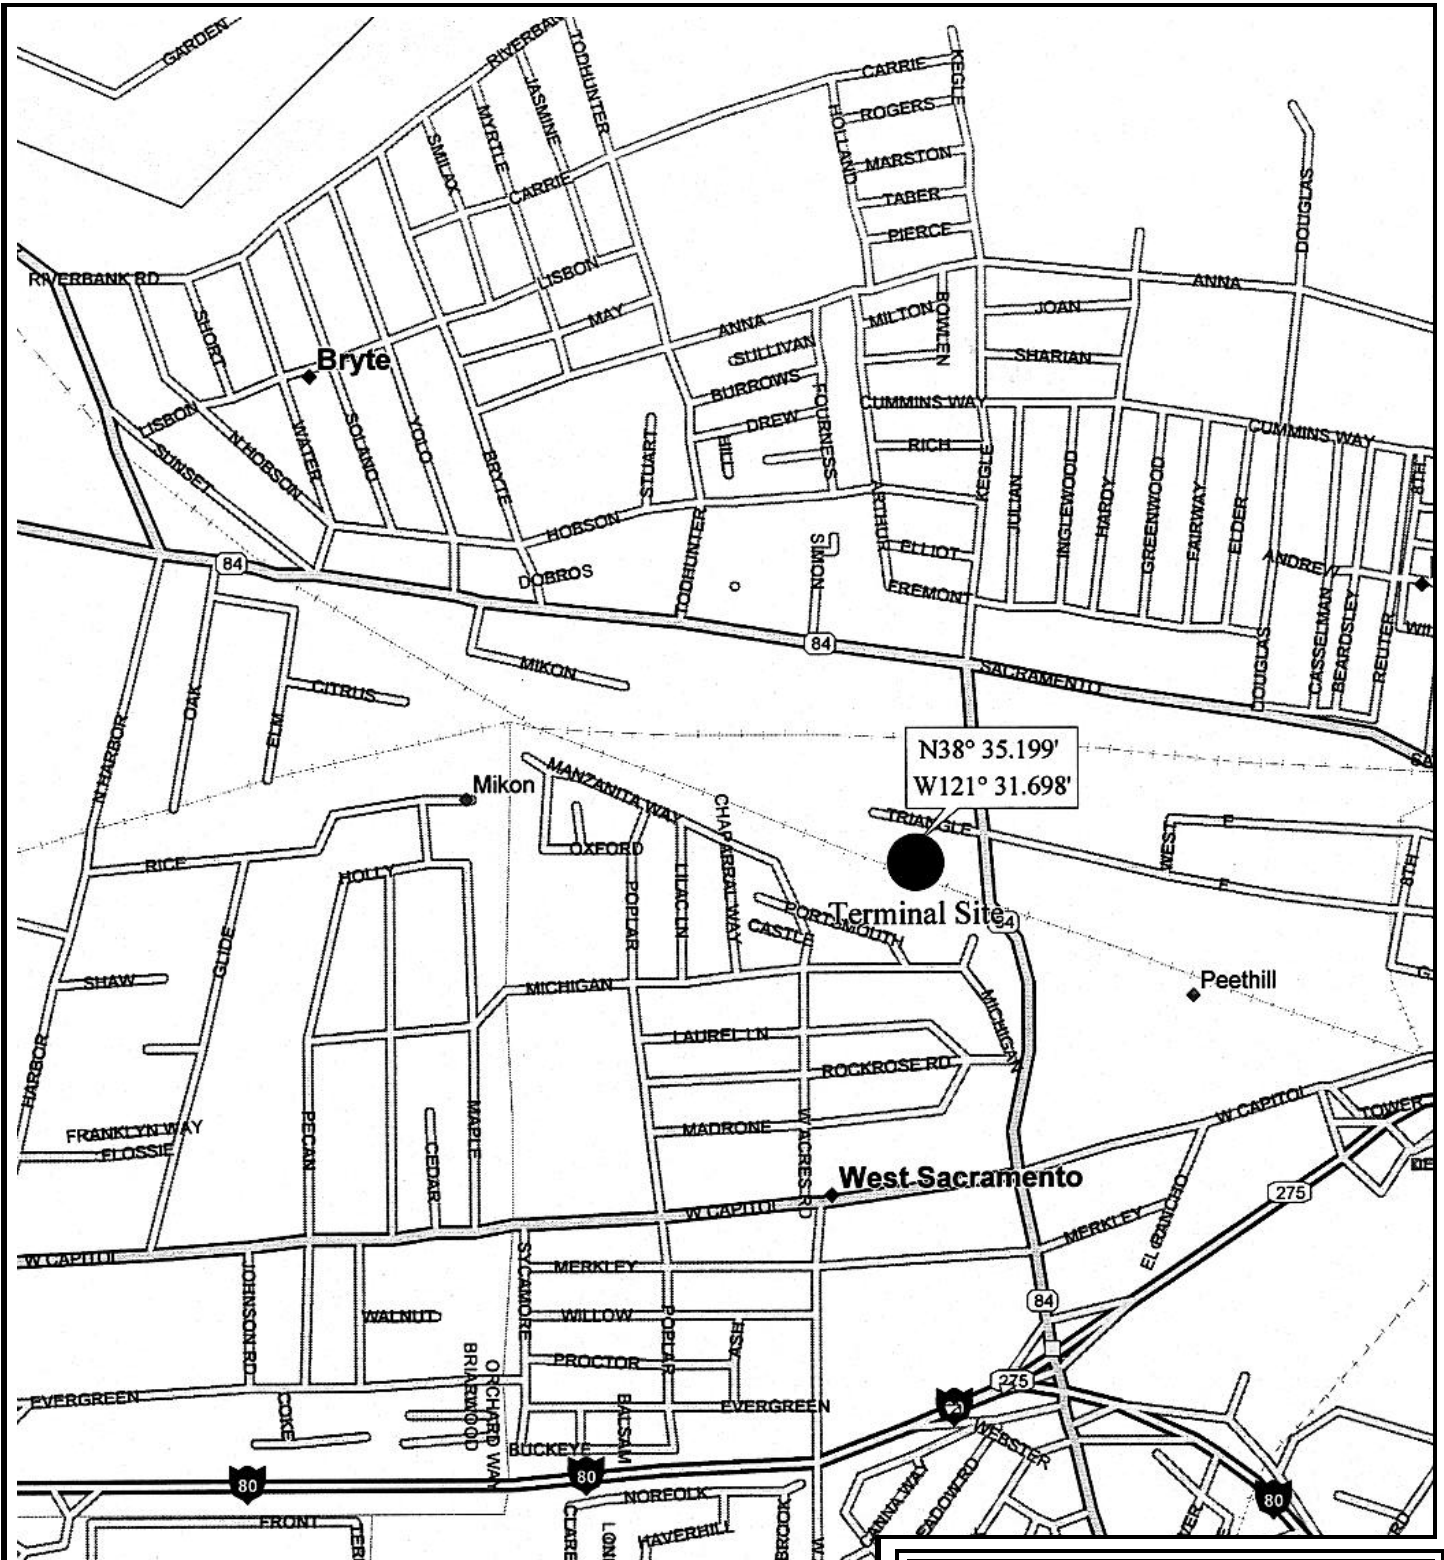 GARDEN
RIVERBANK
TODHUNTER
JASMINE
MYRTLE
SMILAX
CARRIE
CARRIE
KEGLE
ROGERS
HOLLAND
MARSTON
TABER
PIERCE
DOUGLAS
RIVERBANK RD
LISBON
ANNA
MAY
SHORT
ANNA
MILTON
BOWLEN
JOAN
SULLIVAN
SHARIAN
Bryte
BURROWS
FOURNESS
CUMMINS WAY
LISBON
DREW
HILL
CUMMINS WAY
N HOBSON
WATER
SOLANO
YOLO
BRYTE
STUART
RICH
KEGLE
SUNSET
HOBSON
TODHUNTER
ARTHUR
JULIAN
INGLEWOOD
HARDY
GREENWOOD
FAIRWAY
ELDER
8TH
SIMON
ELLIOT
ANDREW
84
DOBROS
FREMONT
CASSELMAN
BEARDSLEY
REUTER
WIL
84
DOUGLAS
SACRAMENTO
MIKON
CITRUS
OAK
ELM
N HARBOR
SA
N38° 35.199'
W121° 31.698'
Mikon
MANZANITA WAY
CHAPARRAL WAY
TRIANGLE
WEST
E
OXFORD
RICE
HOLLY
POPLAR
LILAC LN
F
8TH
Terminal Site
84
PORTSMOUTH
CASTLE
GLIDE
SHAW
MICHIGAN
Peethill
G
MICHIGAN
LAUREL LN
HARBOR
ROCKROSE RD
W CAPITOL
TOWER
FRANKLYN WAY
FLOSSIE
PECAN
CEDAR
MAPLE
MADRONE
W ACRES RD
DE
West Sacramento
275
W CAPITOL
MERKLEY
EL RANCHO
W CAPITOL
JOHNSON RD
SYCAMORE
MERKLEY
WALNUT
WILLOW
POPLAR
ASH
84
PROCTOR
BRIARWOOD
ORCHARD WAY
275
EVERGREEN
COKE
BALSAM
EVERGREEN
BUCKEYE
WEBSTER
80
80
80
NORFOLK
FRONT
HAVERHILL